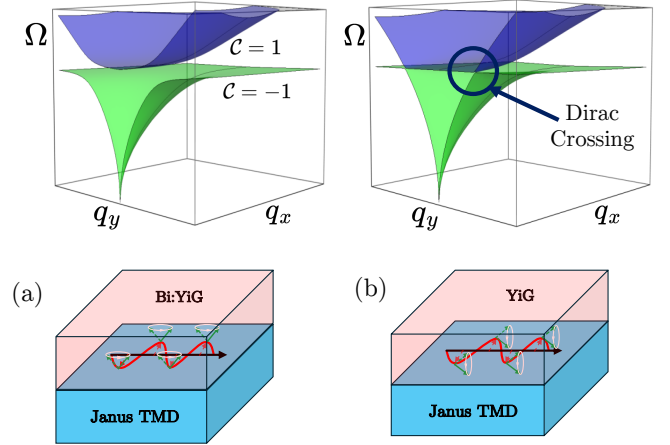 Ω
C = 1
C = −1
q_y
q_x
Ω
Dirac
Crossing
q_y
q_x
(a)
Bi:YiG
Janus TMD
(b)
YiG
Janus TMD